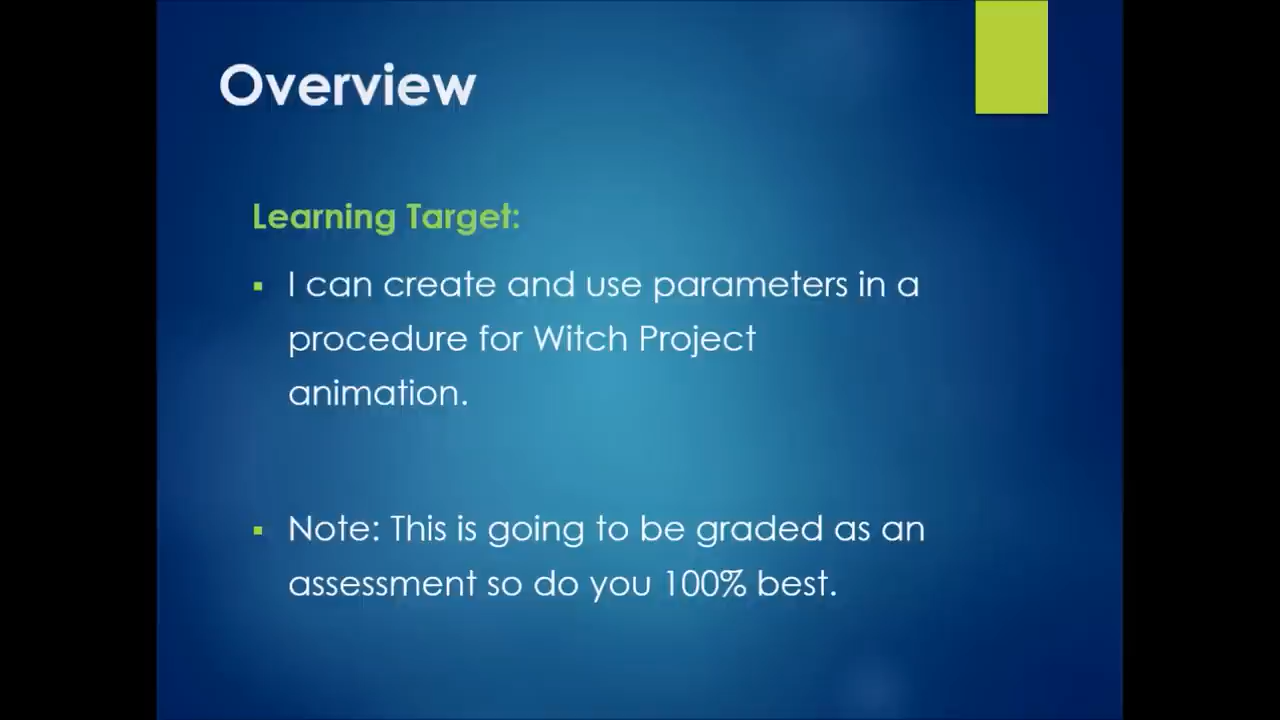 Overview
Learning Target:
▪ I can create and use parameters in a
procedure for Witch Project
animation.
▪ Note: This is going to be graded as an
assessment so do you 100% best.